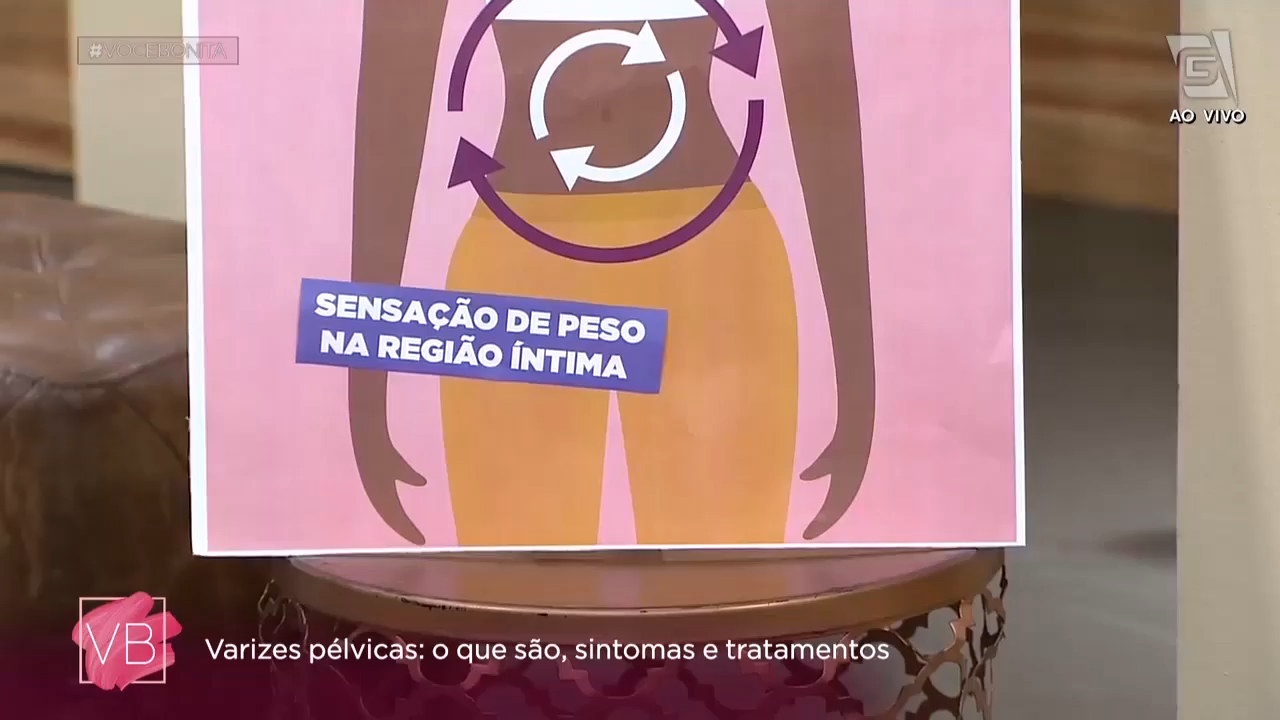 #VOCEBONITA
G
AO VIVO
SENSAÇÃO DE PESO
NA REGIÃO ÍNTIMA
VB
Varizes pélvicas: o que são, sintomas e tratamentos